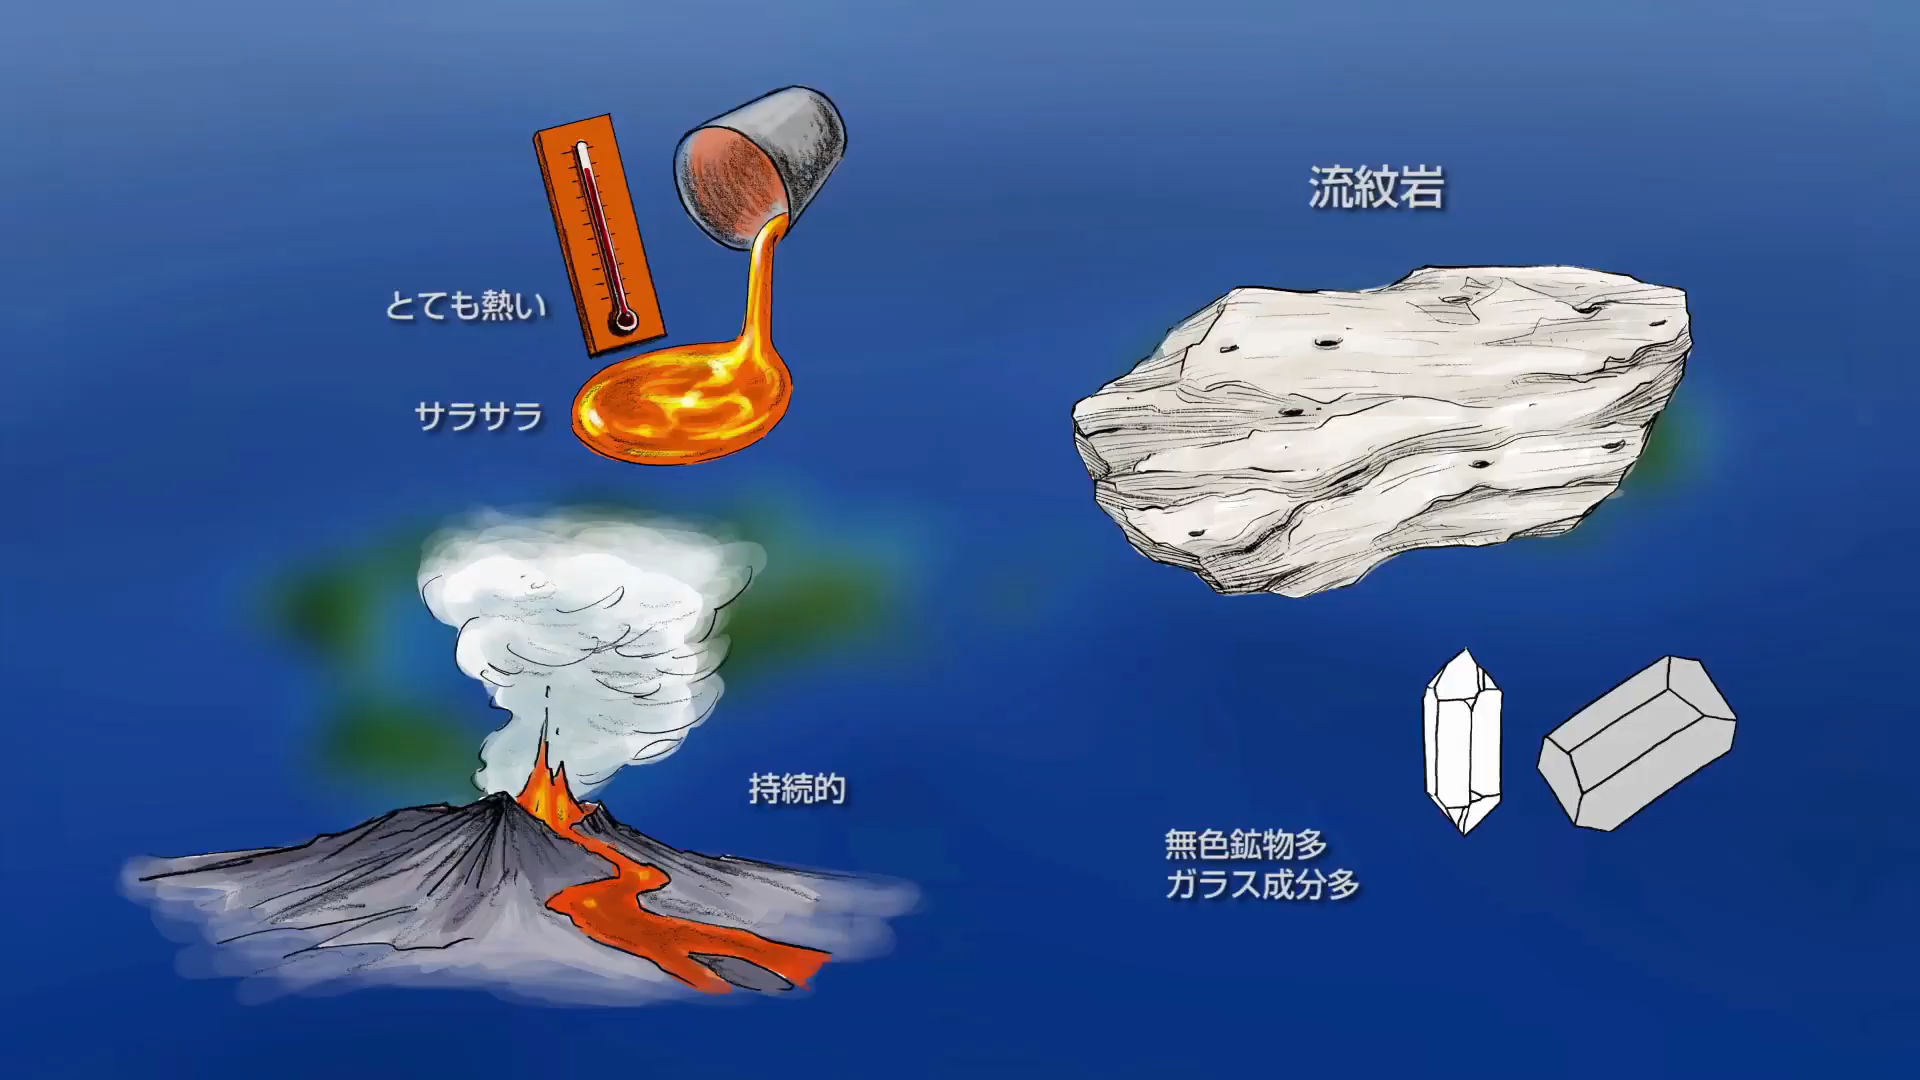 とても熱い
サラサラ
持続的
流紋岩
無色鉱物多
ガラス成分多